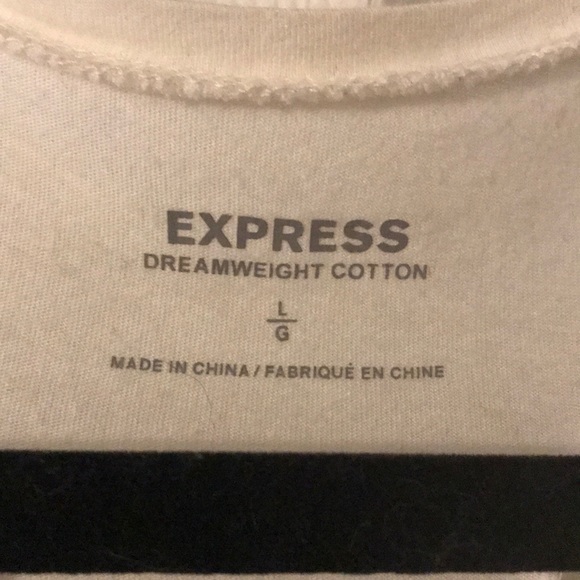 EXPRESS
DREAMWEIGHT COTTON
L
G
MADE IN CHINA / FABRIQUÉ EN CHINE